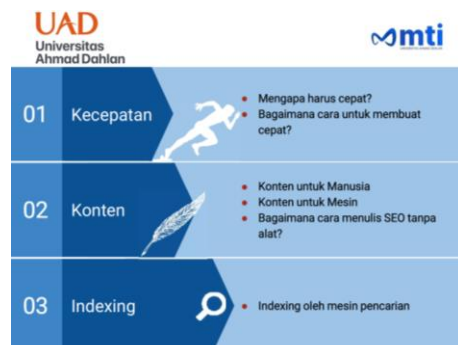 UAD
Universitas
Ahmad Dahlan
mti
01
Kecepatan
Mengapa harus cepat?
Bagaimana cara untuk membuat
cepat?
02
Konten
Konten untuk Manusia
Konten untuk Mesin
Bagaimana cara menulis SEO tanpa
alat?
03
Indexing
Indexing oleh mesin pencarian